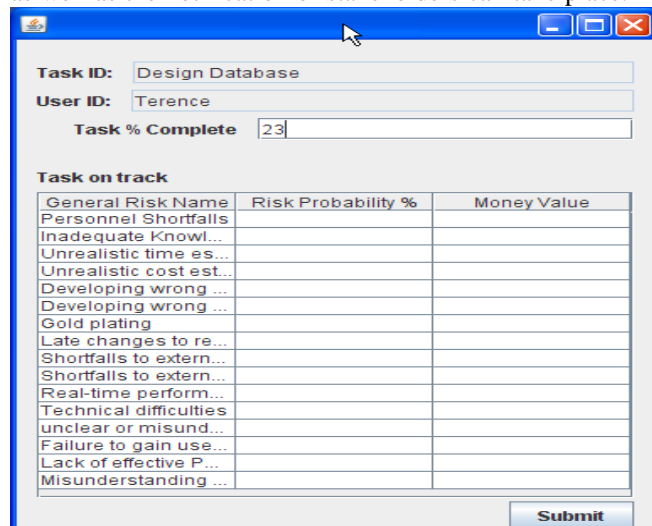 Task ID: Design Database
User ID: Terence
Task % Complete 23
Task on track
General Risk Name Risk Probability % Money Value
Personnel Shortfalls
Inadequate Knowl...
Unrealistic time es...
Unrealistic cost est...
Developing wrong ...
Developing wrong ...
Gold plating
Late changes to re...
Shortfalls to extern...
Shortfalls to extern...
Real-time perform...
Technical difficulties
unclear or misund...
Failure to gain use...
Lack of effective P...
Misunderstanding ...
Submit